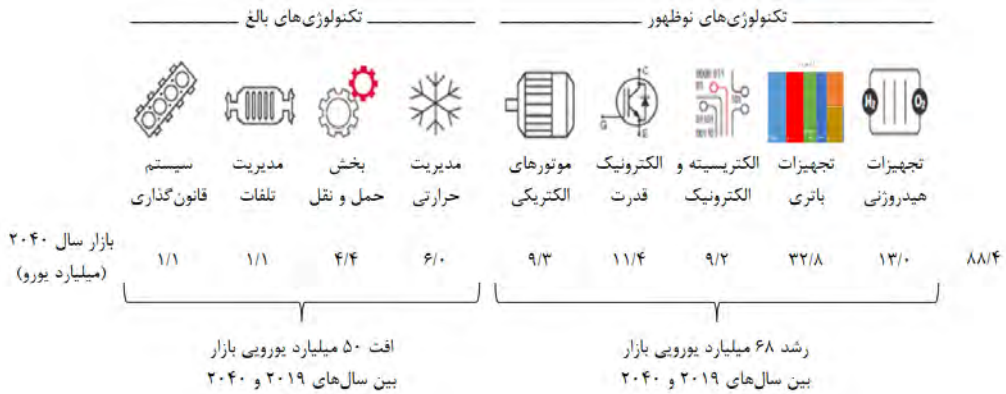 تکنولوژی‌های نوظهور
تکنولوژی‌های بالغ
H₂
O₂
C
G
E
تجهیزات
هیدروژنی
تجهیزات
باتری
الکتریسیته و
الکترونیک
الکترونیک
قدرت
موتورهای
الکتریکی
مدیریت
حرارتی
بخش
حمل و نقل
مدیریت
تلفات
سیستم
قانون‌گذاری
بازار سال ۲۰۴۰
(میلیارد یورو)
۸۸/۴
۱۳/۰
۳۲/۸
۹/۲
۱۱/۴
۹/۳
۶/۰
۴/۴
۱/۱
۱/۱
رشد ۶۸ میلیارد یورویی بازار
بین سال‌های ۲۰۱۹ و ۲۰۴۰
افت ۵۰ میلیارد یورویی بازار
بین سال‌های ۲۰۱۹ و ۲۰۴۰